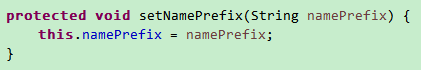 protected void setNamePrefix(String namePrefix) {
    this.namePrefix = namePrefix;
}